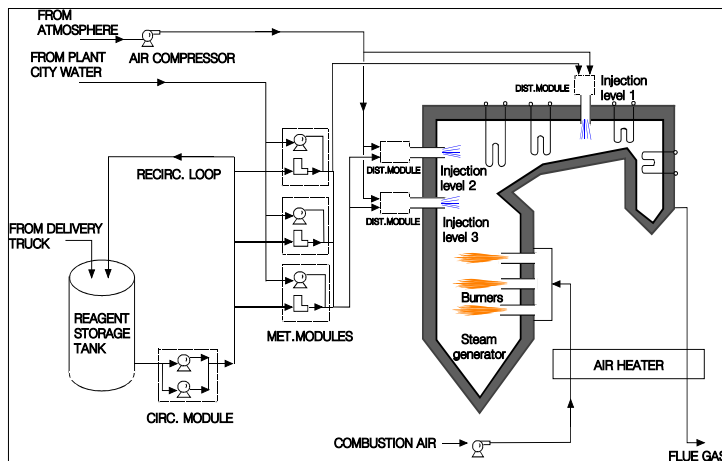 FROM
ATMOSPHERE
AIR COMPRESSOR
FROM PLANT
CITY WATER
DIST.MODULE
Injection
level 1
RECIRC. LOOP
DIST.MODULE
Injection
level 2
FROM DELIVERY
TRUCK
DIST.MODULE
Injection
level 3
REAGENT
STORAGE
TANK
MET.MODULES
Burners
Steam
generator
AIR HEATER
CIRC. MODULE
COMBUSTION AIR
FLUE GAS